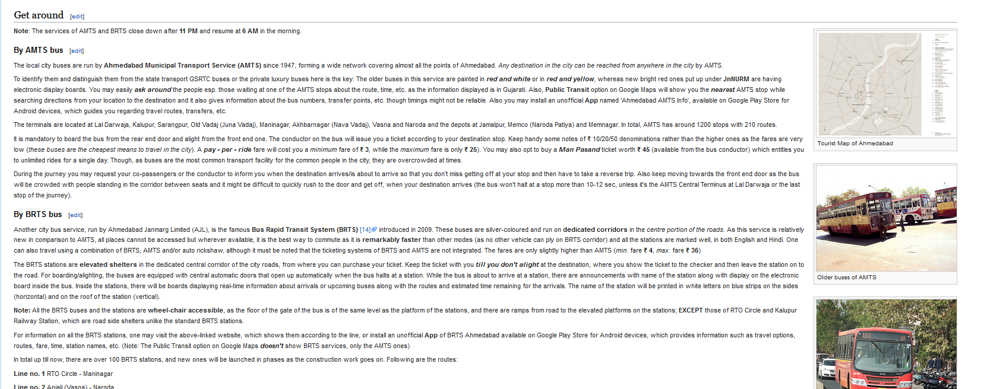 Get around [edit]
Note: The services of AMTS and BRTS close down after 11 PM and resume at 6 AM in the morning.
By AMTS bus [edit]
The local city buses are run by Ahmedabad Municipal Transport Service (AMTS) since 1947, forming a wide network covering almost all the points of Ahmedabad. Any destination in the city can be reached from anywhere in the city by AMTS.
To identify them and distinguish them from the state transport GSRTC buses or the private luxury buses here is the key: The older buses in this service are painted in red and white or in red and yellow, whereas new bright red ones put up under JnNURM are having
electronic display boards. You may easily ask around the people esp. those waiting at one of the AMTS stops about the route, time, etc. as the information displayed is in Gujarati. Also, Public Transit option on Google Maps will show you the nearest AMTS stop while
searching directions from your location to the destination and it also gives information about the bus numbers, transfer points, etc. though timings might not be reliable. Also you may install an unofficial App named 'Ahmedabad AMTS Info', available on Google Play Store for
Android devices, which guides you regarding travel routes, transfers, etc.
The terminals are located at Lal Darwaja, Kalupur, Sarangpur, Old Vadaj (Juna Vadaj), Maninagar, Akhbarnagar (Nava Vadaj), Vasna and Naroda and the depots at Jamalpur, Memco (Naroda Patiya) and Memnagar. In total, AMTS has around 1200 stops with 210 routes.
It is mandatory to board the bus from the rear end door and alight from the front end one. The conductor on the bus will issue you a ticket according to your destination stop. Keep handy some notes of ₹ 10/20/50 denominations rather than the higher ones as the fares are very
low (these buses are the cheapest means to travel in the city). A pay - per - ride fare will cost you a minimum fare of ₹ 3, while the maximum fare is only ₹ 25). You may also opt to buy a Man Pasand ticket worth ₹ 45 (available from the bus conductor) which entitles you
to unlimited rides for a single day. Though, as buses are the most common transport facility for the common people in the city, they are overcrowded at times.
During the journey you may request your co-passengers or the conductor to inform you when the destination arrives/is about to arrive so that you don't miss getting off at your stop and then have to take a reverse trip. Also keep moving towards the front end door as the bus
will be crowded with people standing in the corridor between seats and it might be difficult to quickly rush to the door and get off, when your destination arrives (the bus won't halt at a stop more than 10-12 sec, unless it's the AMTS Central Terminus at Lal Darwaja or the last
stop of the journey).
By BRTS bus [edit]
Another city bus service, run by Ahmedabad Janmarg Limited (AJL), is the famous Bus Rapid Transit System (BRTS) [14] introduced in 2009. These buses are silver-coloured and run on dedicated corridors in the centre portion of the roads. As this service is relatively
new in comparison to AMTS, all places cannot be accessed but wherever available, it is the best way to commute as it is remarkably faster than other modes (as no other vehicle can ply on BRTS corridor) and all the stations are marked well, in both English and Hindi. One
can also travel using a combination of BRTS, AMTS and/or auto rickshaw, although it must be noted that the ticketing systems of BRTS and AMTS are not integrated. The fares are only slightly higher than AMTS (min. fare ₹ 4, max. fare ₹ 36)
The BRTS stations are elevated shelters in the dedicated central corridor of the city roads, from where you can purchase your ticket. Keep the ticket with you till you don't alight at the destination, where you show the ticket to the checker and then leave the station on to
the road. For boarding/alighting, the buses are equipped with central automatic doors that open up automatically when the bus halts at a station. While the bus is about to arrive at a station, there are announcements with name of the station along with display on the electronic
board inside the bus. Inside the stations, there will be boards displaying real-time information about arrivals or upcoming buses along with the routes and estimated time remaining for the arrivals. The name of the station will be printed in white letters on blue strips on the sides
(horizontal) and on the roof of the station (vertical).
Note: All the BRTS buses and the stations are wheel-chair accessible, as the floor of the gate of the bus is of the same level as the platform of the stations, and there are ramps from road to the elevated platforms on the stations; EXCEPT those of RTO Circle and Kalupur
Railway Station, which are road side shelters unlike the standard BRTS stations.
For information on all the BRTS stations, one may visit the above-linked website, which shows them according to the line, or install an unofficial App of BRTS Ahmedabad available on Google Play Store for Android devices, which provides information such as travel options,
routes, fare, time, station names, etc. (Note: The Public Transit option on Google Maps doesn't show BRTS services, only the AMTS ones)
In total up till now, there are over 100 BRTS stations, and new ones will be launched in phases as the construction work goes on. Following are the routes:
Line no. 1 RTO Circle - Maninagar
Line no. 2 Anjali (Vasna) - Naroda
Tourist Map of Ahmedabad
Older buses of AMTS
151
TATA